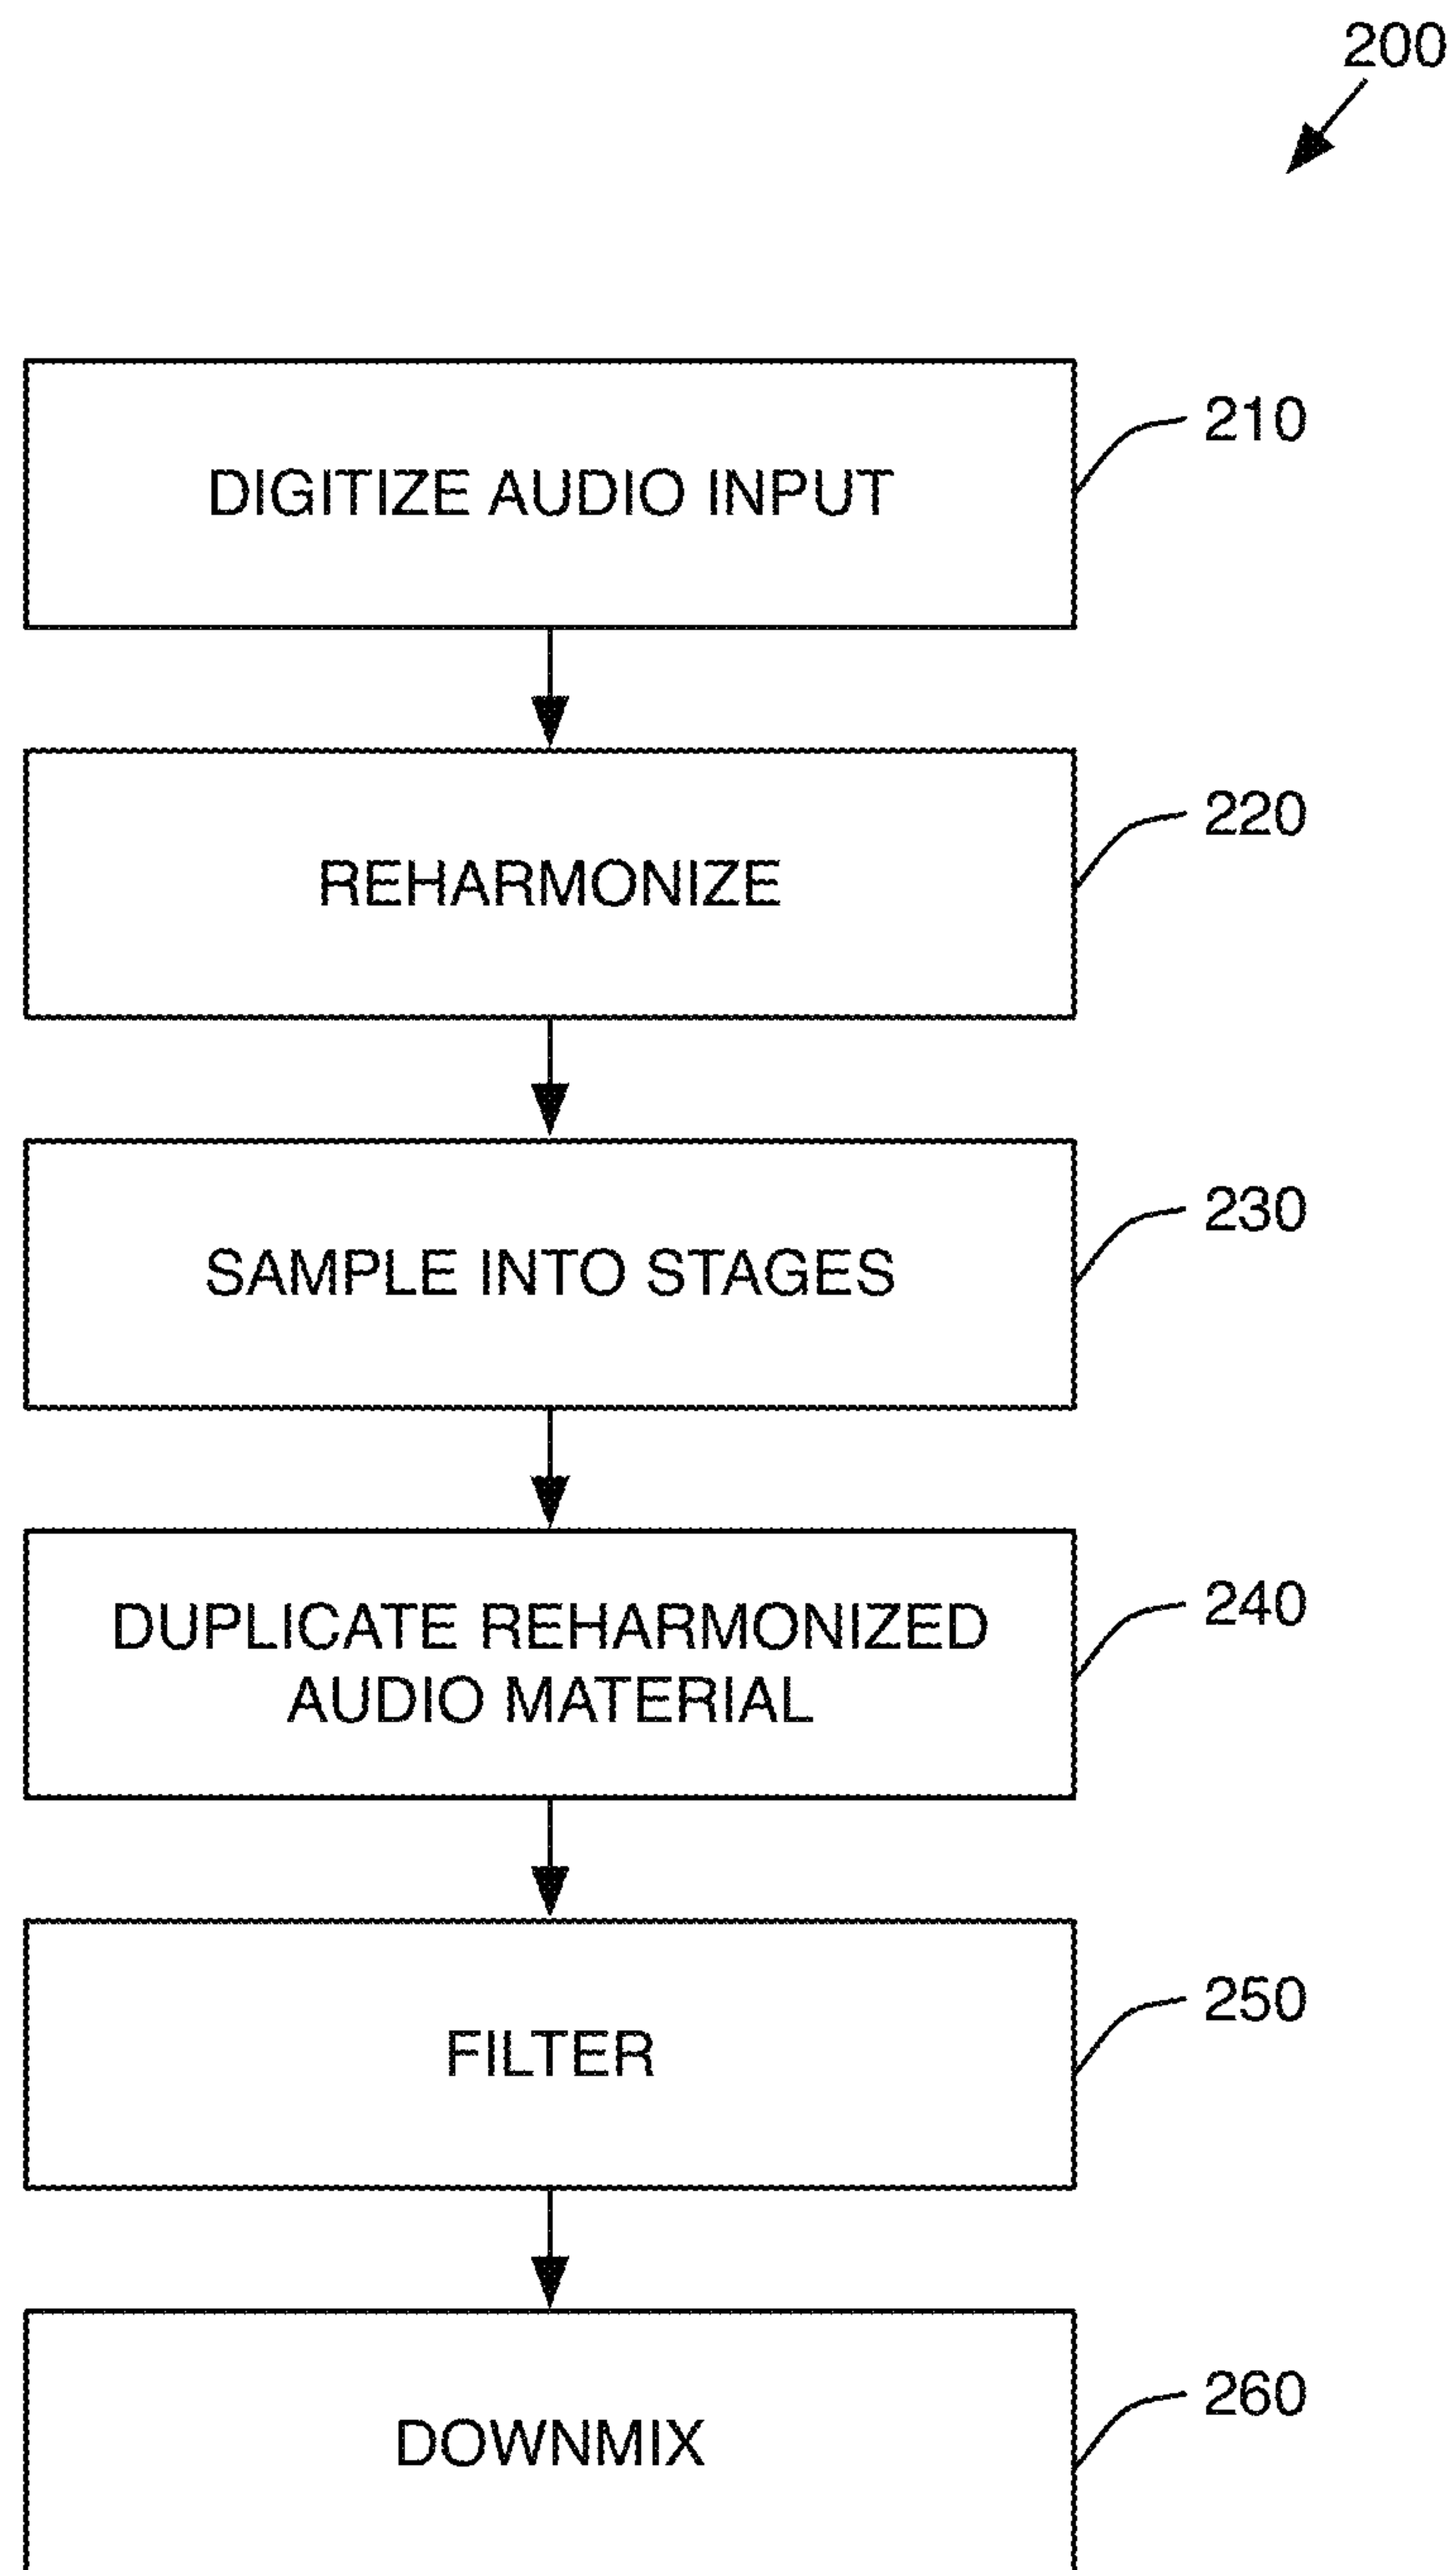 200
DIGITIZE AUDIO INPUT
210
REHARMONIZE
220
SAMPLE INTO STAGES
230
DUPLICATE REHARMONIZED
AUDIO MATERIAL
240
FILTER
250
DOWNMIX
260